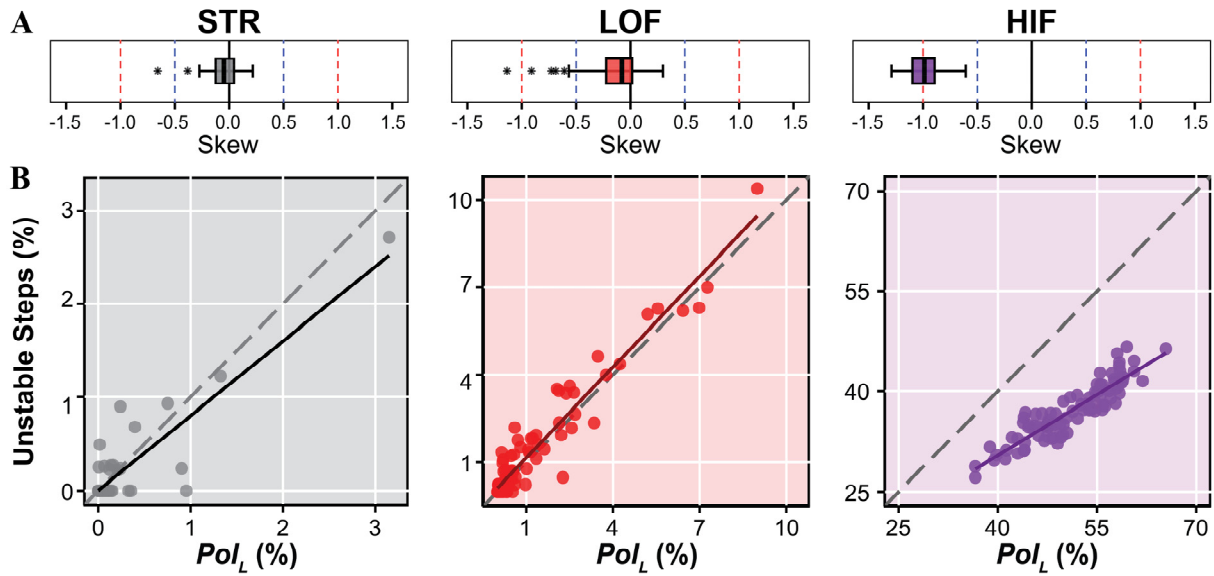 A STR LOF HIF
-1.5 -1.0 -0.5 0.0 0.5 1.0 1.5 -1.5 -1.0 -0.5 0.0 0.5 1.0 1.5 -1.5 -1.0 -0.5 0.0 0.5 1.0 1.5
Skew Skew Skew
B
Unstable Steps (%)
3
2
1
0
0 1 2 3
PoI_L (%)
10
7
4
1
1 4 7 10
PoI_L (%)
70
55
40
25
25 40 55 70
PoI_L (%)